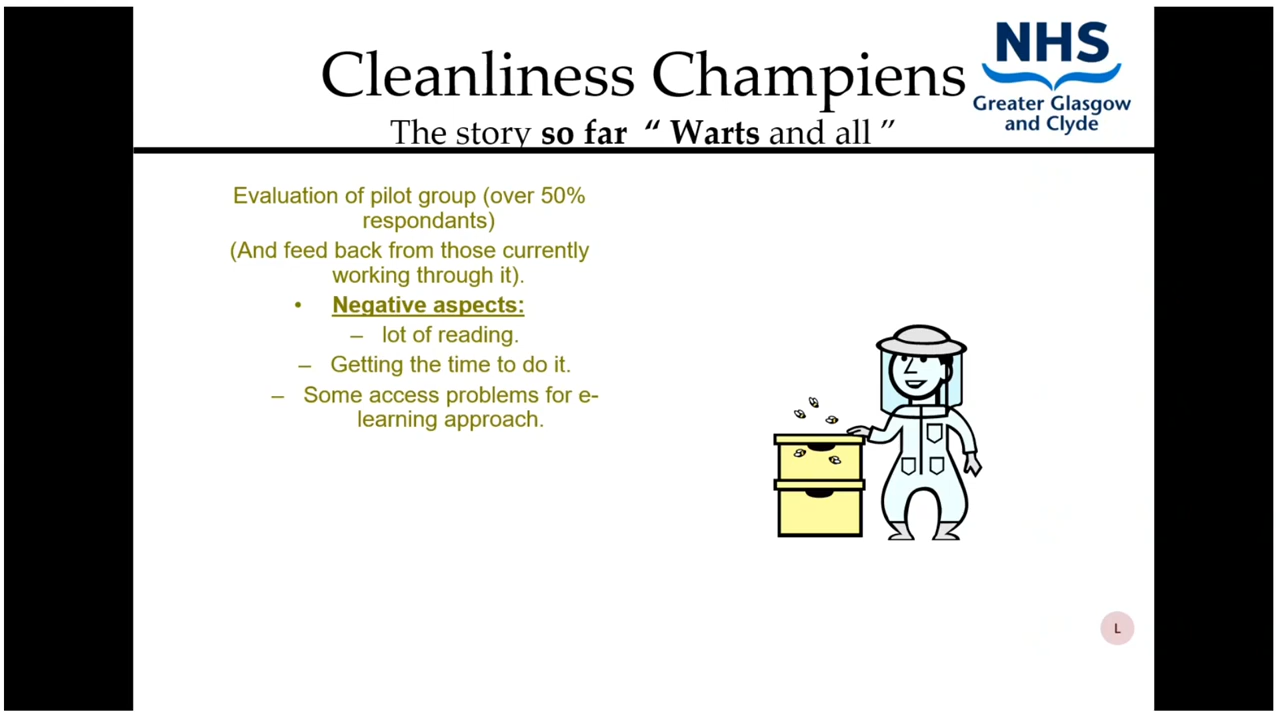 Cleanliness Champiens
The story so far “ Warts and all ”
NHS
Greater Glasgow
and Clyde
Evaluation of pilot group (over 50%
respondants)
(And feed back from those currently
working through it).
• Negative aspects:
– lot of reading.
– Getting the time to do it.
– Some access problems for e-
learning approach.
L